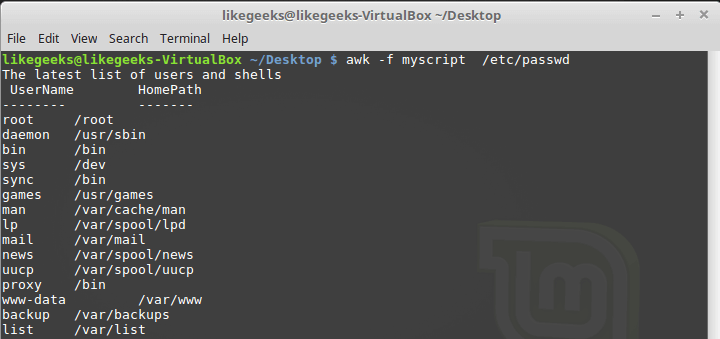 likegeeks@likegeeks-VirtualBox ~/Desktop
File Edit View Search Terminal Help
likegeeks@likegeeks-VirtualBox ~/Desktop $ awk -f myscript  /etc/passwd
The latest list of users and shells
 UserName        HomePath
--------         -------
root     /root
daemon   /usr/sbin
bin      /bin
sys      /dev
sync     /bin
games    /usr/games
man      /var/cache/man
lp       /var/spool/lpd
mail     /var/mail
news     /var/spool/news
uucp     /var/spool/uucp
proxy    /bin
www-data         /var/www
backup   /var/backups
list     /var/list